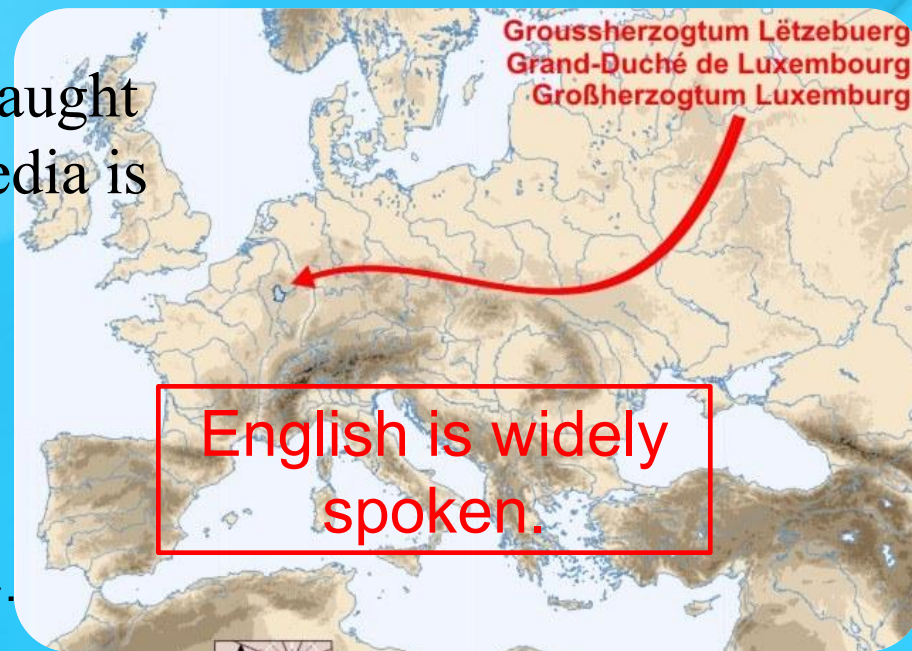 Groussherzogtum Lëtzebuerg
Grand-Duché de Luxembourg
Großherzogtum Luxemburg
aught
edia is
English is widely
spoken.
.